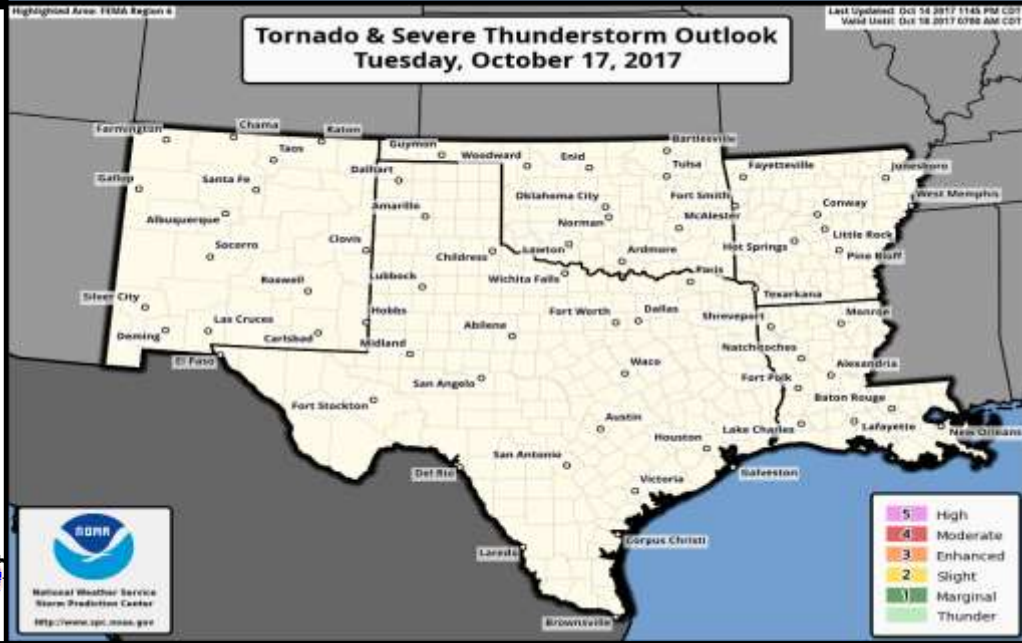 Highlighted Area: FEMA Region 6
Last Updated: Oct 14 2017 1145 PM CDT
Valid Until: Oct 18 2017 0700 AM CDT
Tornado & Severe Thunderstorm Outlook
Tuesday, October 17, 2017
Farmington
Chama
Raton
Taos
Guymon
Woodward
Enid
Bartlesville
Gallup
Santa Fe
Dalhart
Tulsa
Fayetteville
Jonesboro
Albuquerque
Amarillo
Oklahoma City
Fort Smith
Conway
West Memphis
Norman
McAlester
Little Rock
Socorro
Clovis
Childress
Lawton
Ardmore
Hot Springs
Pine Bluff
Roswell
Lubbock
Wichita Falls
Paris
Texarkana
Silver City
Las Cruces
Hobbs
Fort Worth
Dallas
Shreveport
Monroe
Deming
Carlsbad
Midland
Abilene
Natchitoches
El Paso
San Angelo
Waco
Fort Polk
Alexandria
Fort Stockton
Austin
Baton Rouge
Houston
Lake Charles
Lafayette
New Orleans
Del Rio
San Antonio
Victoria
Galveston
Laredo
Corpus Christi
Brownsville
NOAA
National Weather Service
Storm Prediction Center
http://www.spc.noaa.gov
5 High
4 Moderate
3 Enhanced
2 Slight
1 Marginal
Thunder